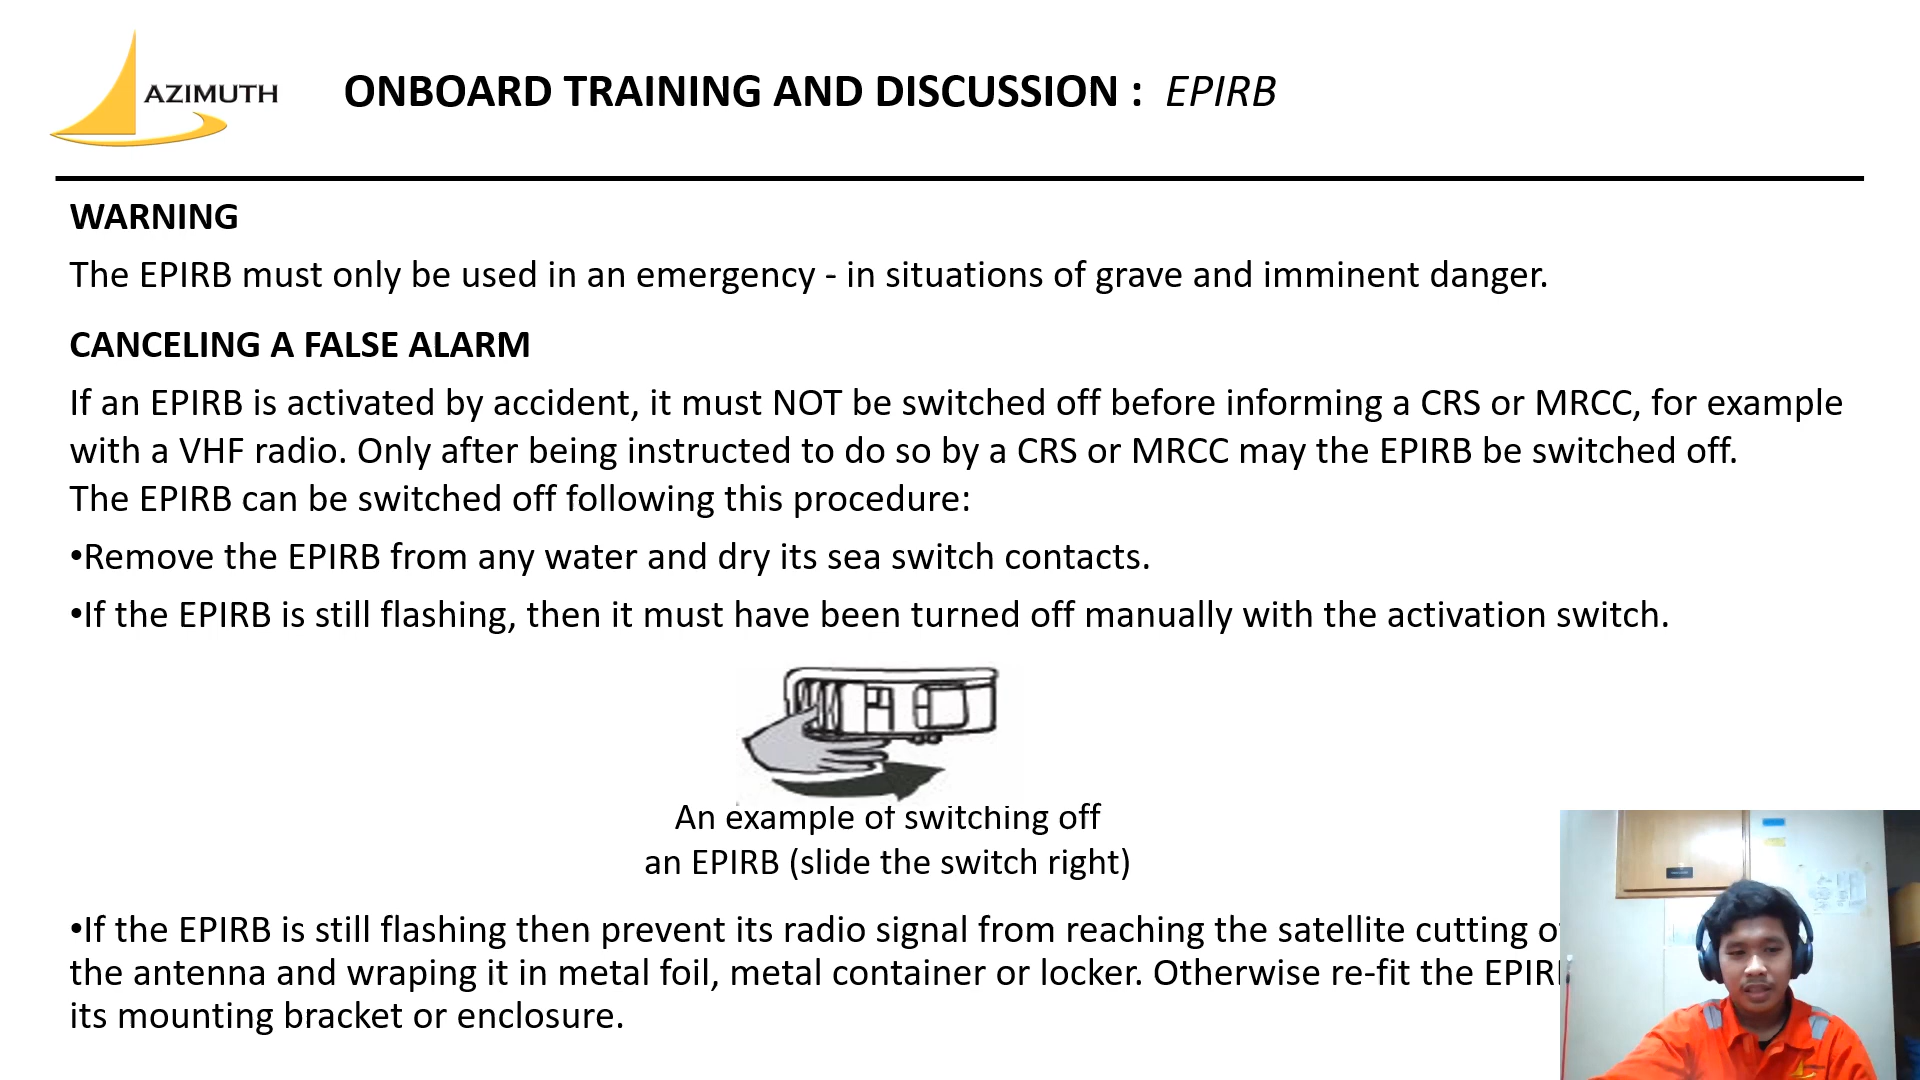 AZIMUTH
ONBOARD TRAINING AND DISCUSSION : EPIRB
WARNING
The EPIRB must only be used in an emergency - in situations of grave and imminent danger.
CANCELING A FALSE ALARM
If an EPIRB is activated by accident, it must NOT be switched off before informing a CRS or MRCC, for example
with a VHF radio. Only after being instructed to do so by a CRS or MRCC may the EPIRB be switched off.
The EPIRB can be switched off following this procedure:
•Remove the EPIRB from any water and dry its sea switch contacts.
•If the EPIRB is still flashing, then it must have been turned off manually with the activation switch.
An example of switching off
an EPIRB (slide the switch right)
•If the EPIRB is still flashing then prevent its radio signal from reaching the satellite cutting
the antenna and wraping it in metal foil, metal container or locker. Otherwise re-fit the
its mounting bracket or enclosure.